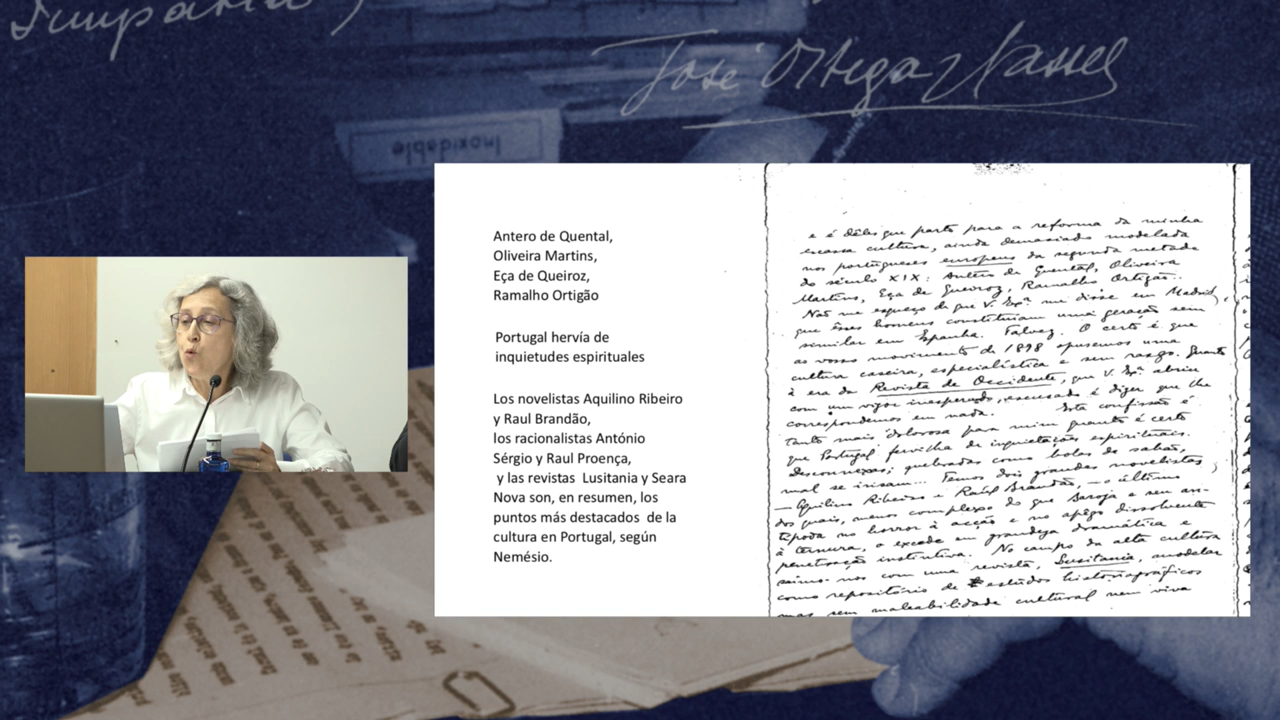 Simpatía,
José Ortega y Gasset
Inoxidable
Antero de Quental,
Oliveira Martins,
Eça de Queiroz,
Ramalho Ortigão
Portugal hervía de
inquietudes espirituales
Los novelistas Aquilino Ribeiro
y Raul Brandão,
los racionalistas António
Sérgio y Raul Proença,
y las revistas Lusitania y Seara
Nova son, en resumen, los
puntos más destacados de la
cultura en Portugal, según
Nemésio.
e é dêles que parto para a reforma da minha
escassa cultura, ainda demasiado modelada
nos portugueses europeus da segunda metade
do século XIX: Antero de Quental, Oliveira
Martins, Eça de Queiroz, Ramalho Ortigão..
Não me esqueço de que V. Exª. me disse em Madrid,
que êsses homens constituiam uma geração sem
similar em Espanha. Talvez. O certo é que
ao vosso movimento de 1898 opusemos uma
cultura caseira, especialística e sem rasgo. Quanto
à era da Revista de Occidente, que V. Exª. abriu
com um vigor inesperado, escusado é dizer que lhe
correspondemos em nada. Esta confissão é
tanto mais dolorosa para mim quanto é certo
que Portugal fervilha de inquietações espirituais.
Desconnexas; quebradas como bolas de sabão,
mal se irisam... Temos dois grandes novelistas,
— Aquilino Ribeiro e Raúl Brandão, — o último
dos quais, menos complexo do que Baroja e seu an-
típoda no horror à acção e no apêgo dissolvente
à ternura, o excede em grandeza dramática e
penetração instintiva. No campo da alta cultura
saímo-nos com uma revista, Lusitania, modelar
como repositório de estudos historiográficos
mas sem maleabilidade cultural nem viva